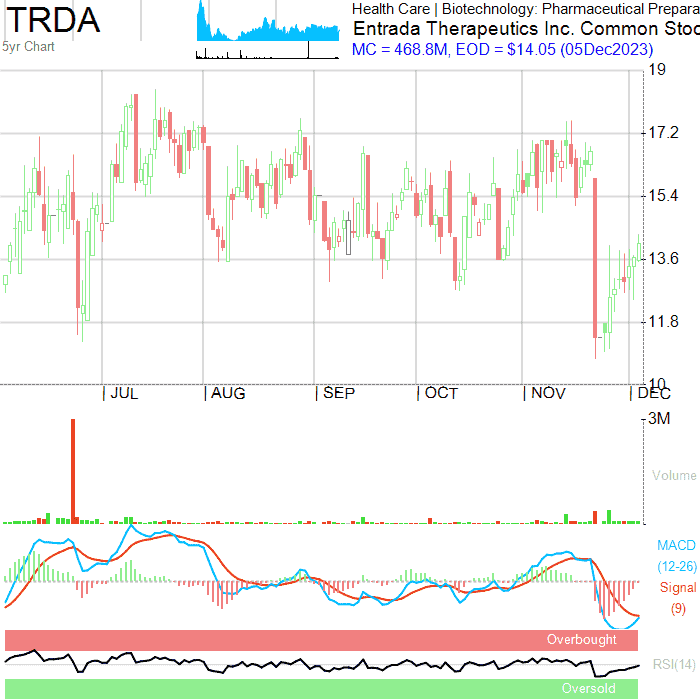 TRDA
5yr Chart
Health Care | Biotechnology: Pharmaceutical Prepara
Entrada Therapeutics Inc. Common Stoc
MC = 468.8M, EOD = $14.05 (05Dec2023)
19
17.2
15.4
13.6
11.8
10
JUL AUG SEP OCT NOV DEC
3M
Volume
MACD
(12-26)
Signal
(9)
Overbought
RSI(14)
Oversold